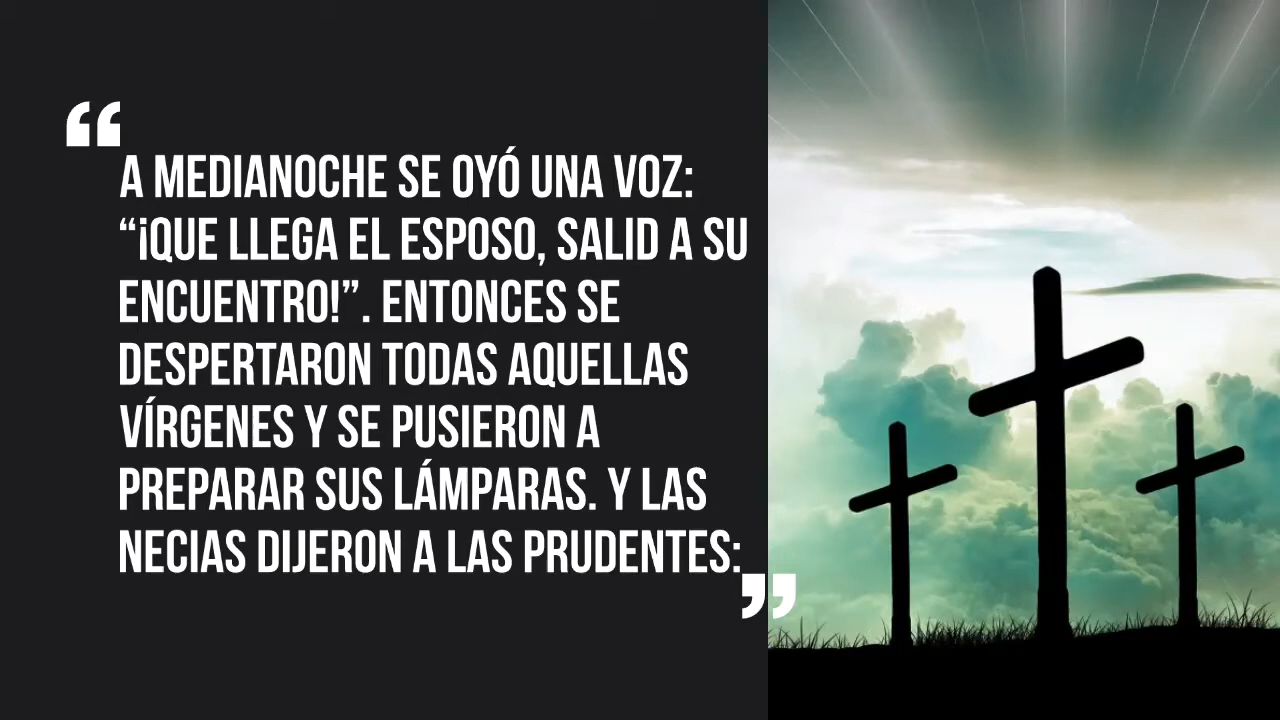 “
A MEDIANOCHE SE OYÓ UNA VOZ:
“¡QUE LLEGA EL ESPOSO, SALID A SU
ENCUENTRO!”. ENTONCES SE
DESPERTARON TODAS AQUELLAS
VÍRGENES Y SE PUSIERON A
PREPARAR SUS LÁMPARAS. Y LAS
NECIAS DIJERON A LAS PRUDENTES:
”